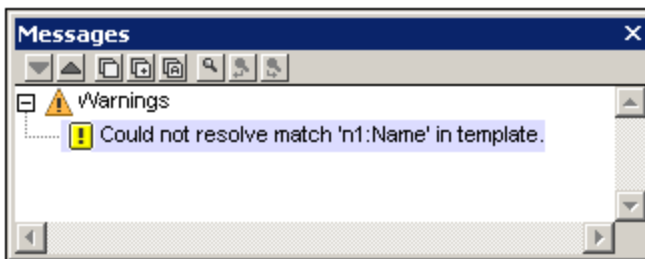 Messages
Warnings
Could not resolve match 'n1:Name' in template.